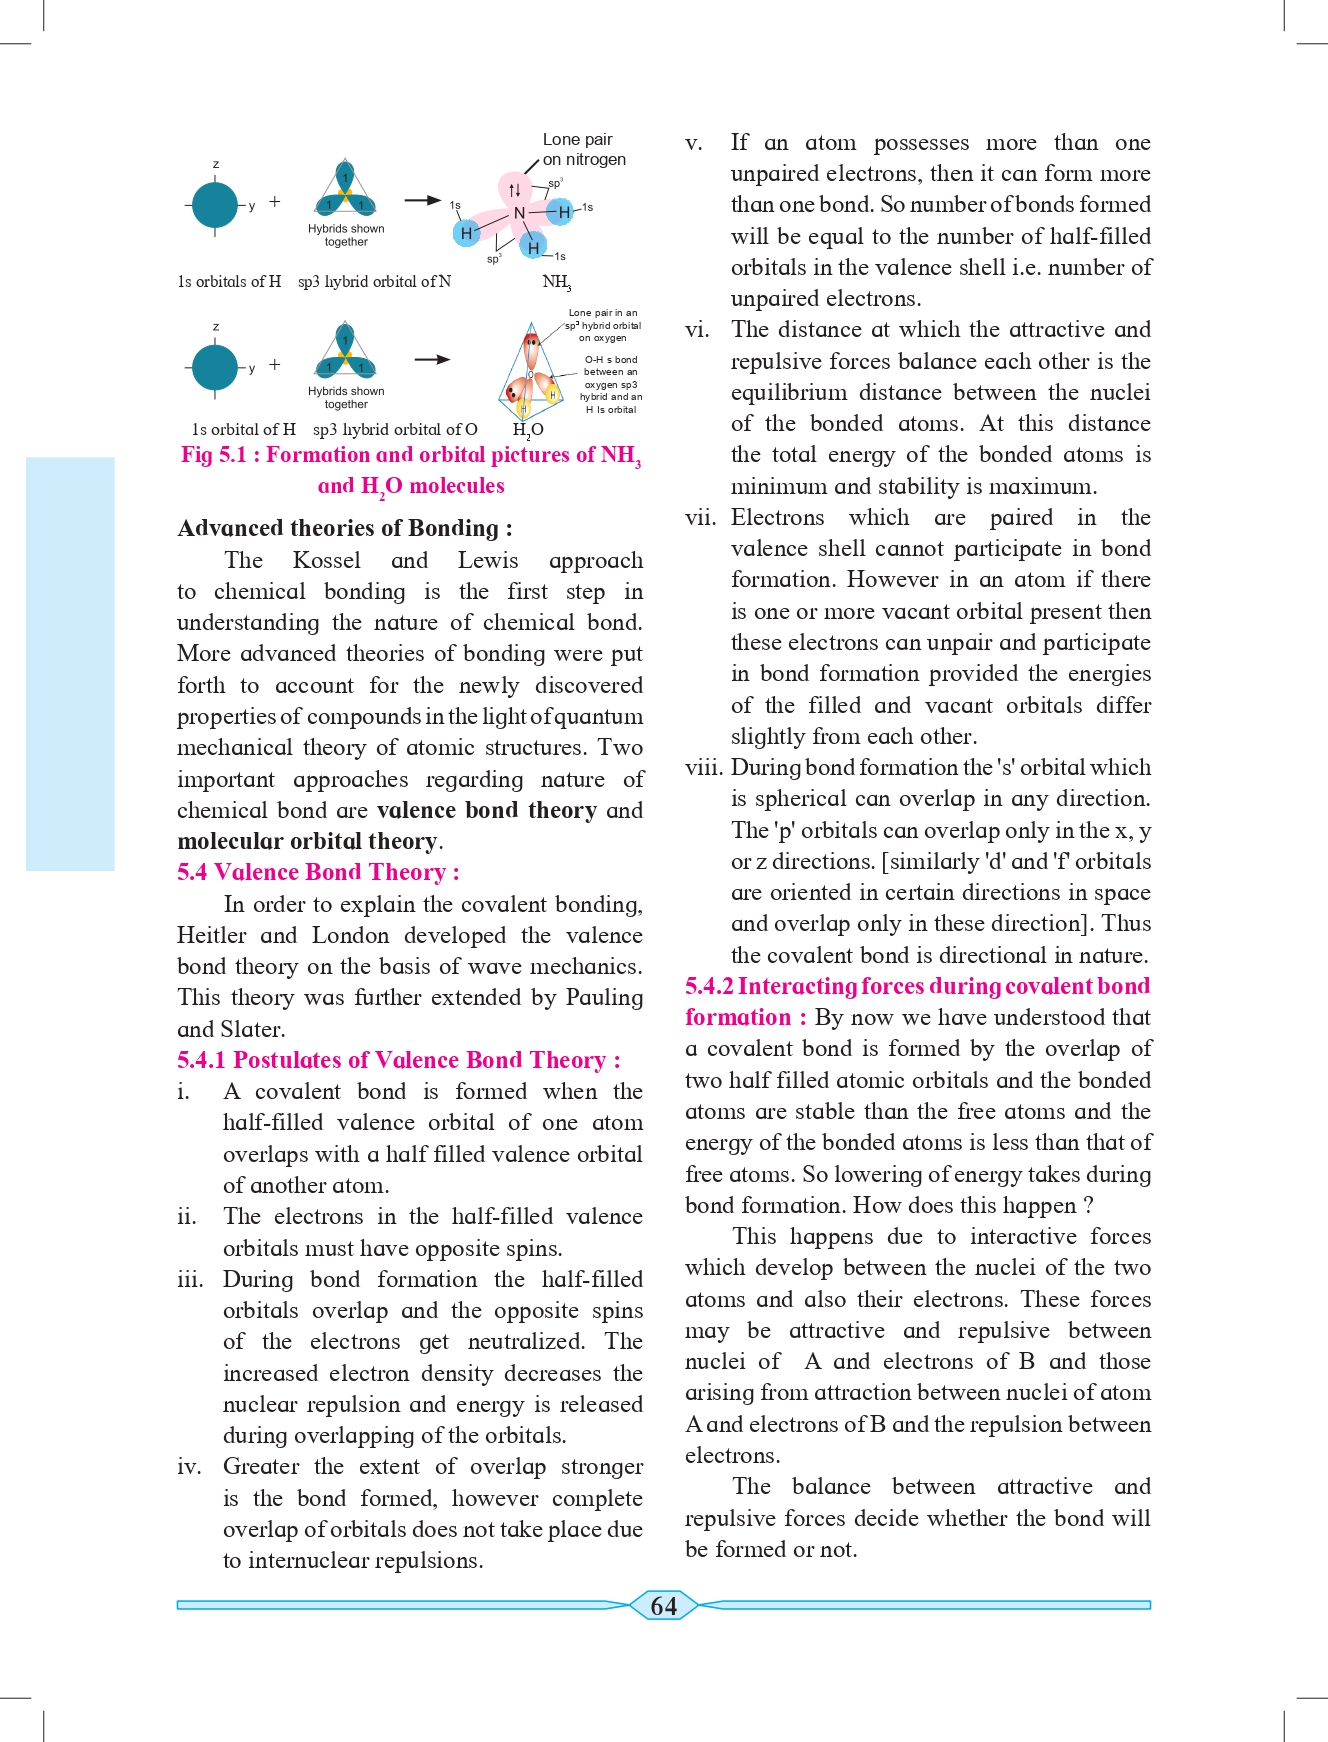 Lone pair
on nitrogen
z
y
+
1
1 1
Hybrids shown
together
1s
sp³
N
H
1s
H
H
1s
sp³
1s orbitals of H sp3 hybrid orbital of N NH₃
z
y
+
1
1 1
Hybrids shown
together
Lone pair in an
sp³ hybrid orbital
on oxygen
O-H s bond
between an
oxygen sp3
hybrid and an
H Is orbital
O
H
H
1s orbital of H sp3 hybrid orbital of O H₂O
Fig 5.1 : Formation and orbital pictures of NH₃
and H₂O molecules
Advanced theories of Bonding :
The Kossel and Lewis approach
to chemical bonding is the first step in
understanding the nature of chemical bond.
More advanced theories of bonding were put
forth to account for the newly discovered
properties of compounds in the light of quantum
mechanical theory of atomic structures. Two
important approaches regarding nature of
chemical bond are valence bond theory and
molecular orbital theory.
5.4 Valence Bond Theory :
In order to explain the covalent bonding,
Heitler and London developed the valence
bond theory on the basis of wave mechanics.
This theory was further extended by Pauling
and Slater.
5.4.1 Postulates of Valence Bond Theory :
i. A covalent bond is formed when the
half-filled valence orbital of one atom
overlaps with a half filled valence orbital
of another atom.
ii. The electrons in the half-filled valence
orbitals must have opposite spins.
iii. During bond formation the half-filled
orbitals overlap and the opposite spins
of the electrons get neutralized. The
increased electron density decreases the
nuclear repulsion and energy is released
during overlapping of the orbitals.
iv. Greater the extent of overlap stronger
is the bond formed, however complete
overlap of orbitals does not take place due
to internuclear repulsions.
v. If an atom possesses more than one
unpaired electrons, then it can form more
than one bond. So number of bonds formed
will be equal to the number of half-filled
orbitals in the valence shell i.e. number of
unpaired electrons.
vi. The distance at which the attractive and
repulsive forces balance each other is the
equilibrium distance between the nuclei
of the bonded atoms. At this distance
the total energy of the bonded atoms is
minimum and stability is maximum.
vii. Electrons which are paired in the
valence shell cannot participate in bond
formation. However in an atom if there
is one or more vacant orbital present then
these electrons can unpair and participate
in bond formation provided the energies
of the filled and vacant orbitals differ
slightly from each other.
viii. During bond formation the 's' orbital which
is spherical can overlap in any direction.
The 'p' orbitals can overlap only in the x, y
or z directions. [similarly 'd' and 'f' orbitals
are oriented in certain directions in space
and overlap only in these direction]. Thus
the covalent bond is directional in nature.
5.4.2 Interacting forces during covalent bond
formation : By now we have understood that
a covalent bond is formed by the overlap of
two half filled atomic orbitals and the bonded
atoms are stable than the free atoms and the
energy of the bonded atoms is less than that of
free atoms. So lowering of energy takes during
bond formation. How does this happen ?
This happens due to interactive forces
which develop between the nuclei of the two
atoms and also their electrons. These forces
may be attractive and repulsive between
nuclei of A and electrons of B and those
arising from attraction between nuclei of atom
A and electrons of B and the repulsion between
electrons.
The balance between attractive and
repulsive forces decide whether the bond will
be formed or not.
64